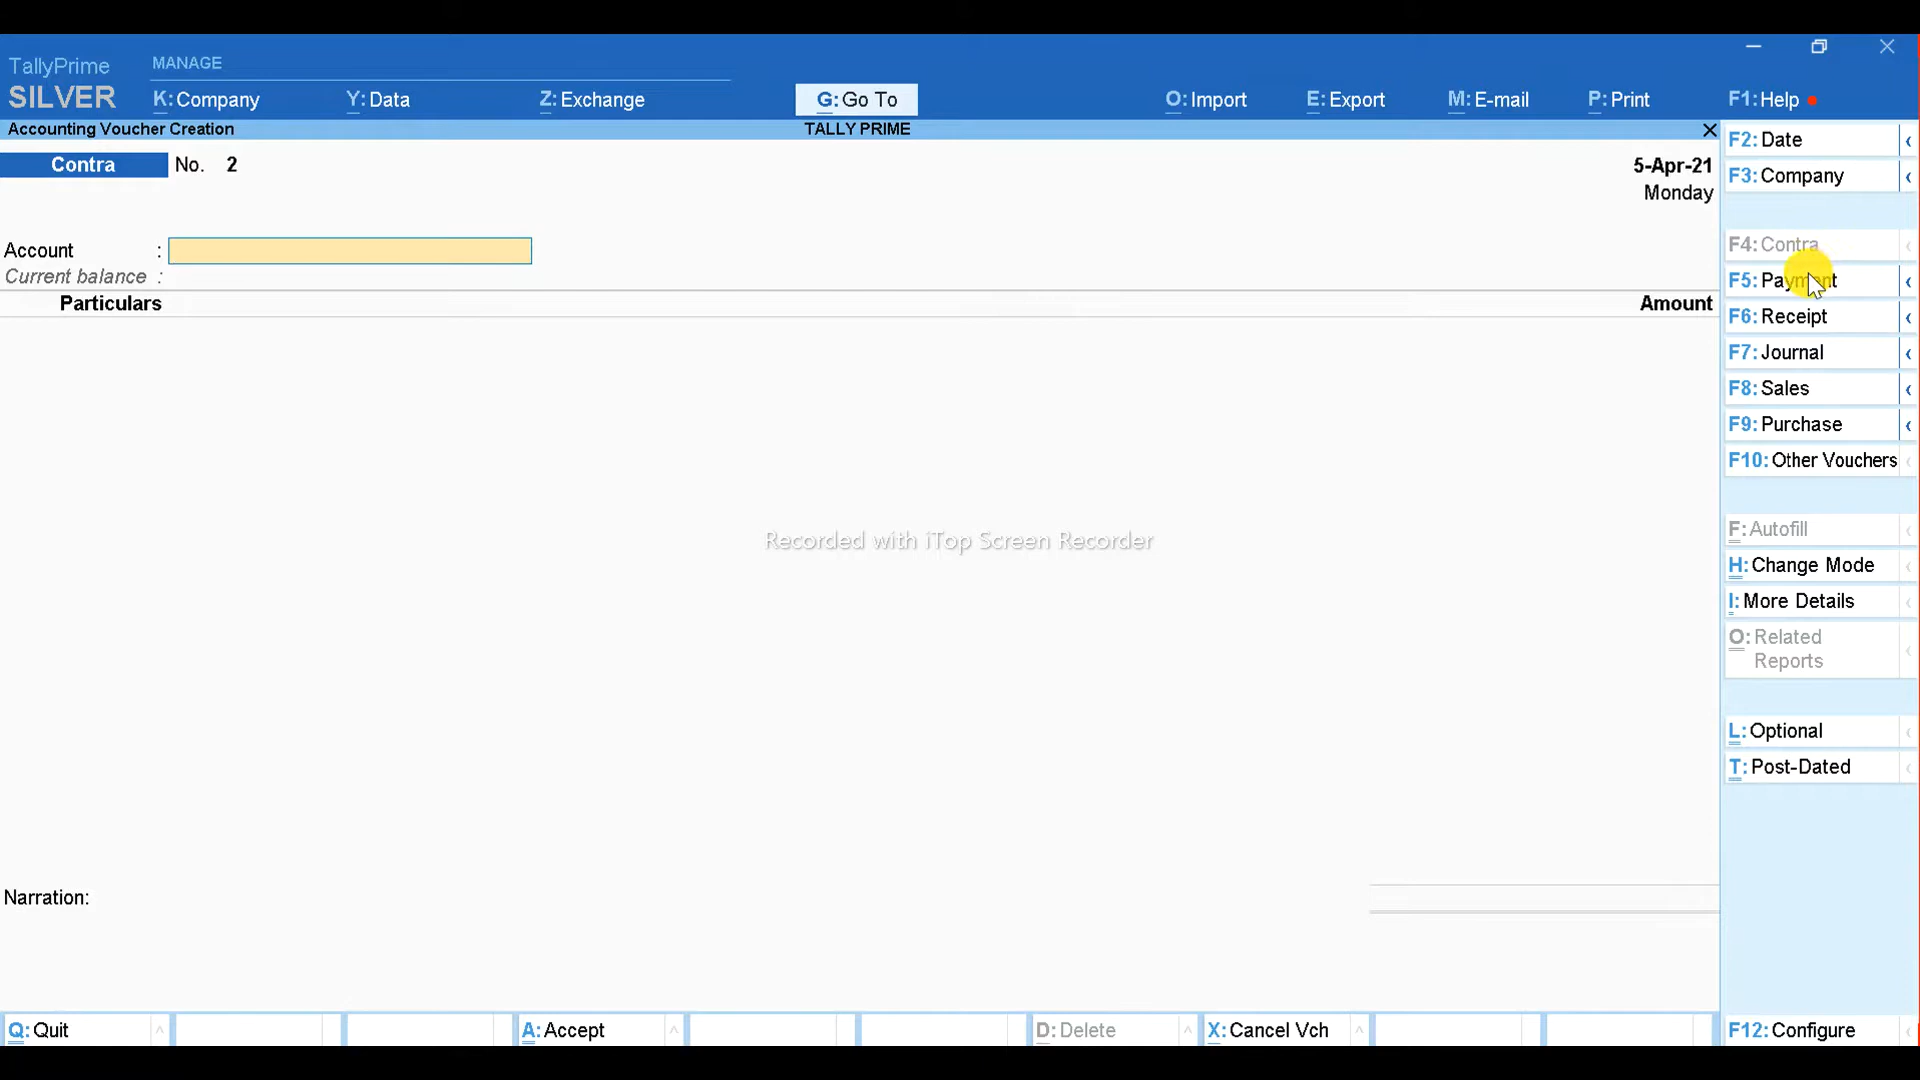 TallyPrime
SILVER
MANAGE
K: Company
Y: Data
Z: Exchange
G: Go To
O: Import
E: Export
M: E-mail
P: Print
F1: Help
Accounting Voucher Creation
TALLY PRIME
Contra No. 2
5-Apr-21
Monday
Account :
Current balance :
Particulars
Amount
Recorded with iTop Screen Recorder
Narration:
F2: Date
F3: Company
F4: Contra
F5: Payment
F6: Receipt
F7: Journal
F8: Sales
F9: Purchase
F10: Other Vouchers
F: Autofill
H: Change Mode
I: More Details
O: Related
Reports
L: Optional
T: Post-Dated
Q: Quit
A: Accept
D: Delete
X: Cancel Vch
F12: Configure